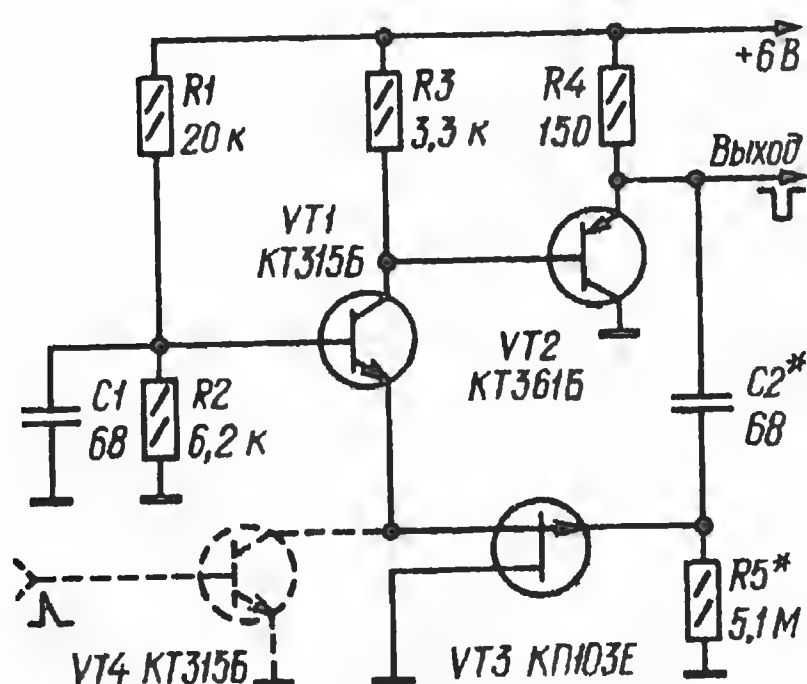 +6 В
R1
20 к
R3
3,3 к
R4
150
Выход
VT1
КТ315Б
VT2
КТ361Б
C1
68
R2
6,2 к
C2*
68
R5*
5,1 М
VT4 КТ315Б
VT3 КП103Е